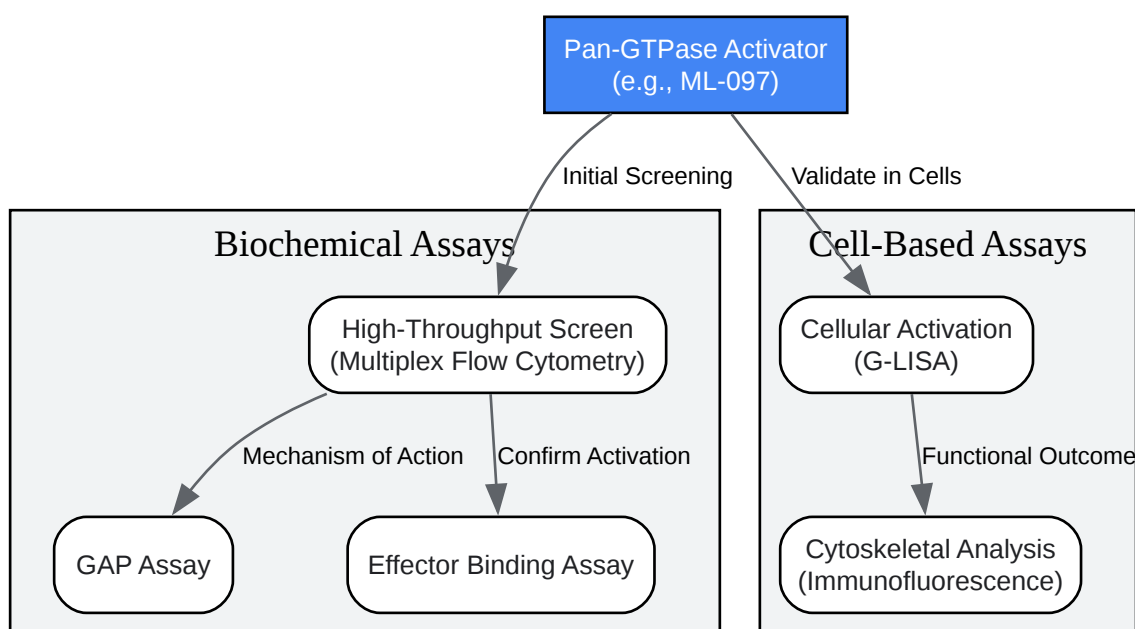 Pan-GTPase Activator
(e.g., ML-097)
Initial Screening
Validate in Cells
Biochemical Assays
Cell-Based Assays
High-Throughput Screen
(Multiplex Flow Cytometry)
Cellular Activation
(G-LISA)
Mechanism of Action
Confirm Activation
Functional Outcome
GAP Assay
Effector Binding Assay
Cytoskeletal Analysis
(Immunofluorescence)